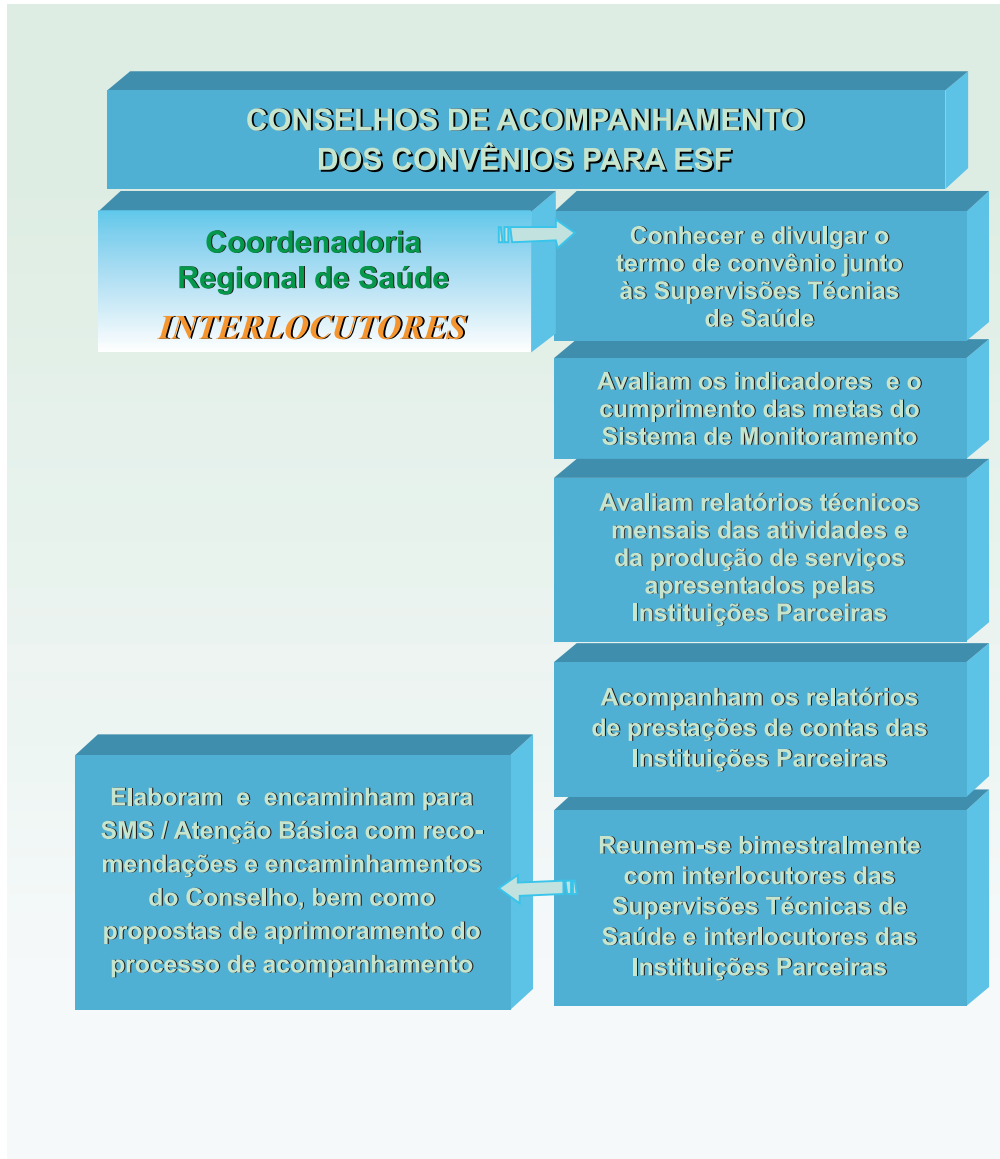 CONSELHOS DE ACOMPANHAMENTO
DOS CONVÊNIOS PARA ESF
Coordenadoria
Regional de Saúde
INTERLOCUTORES
Conhecer e divulgar o
termo de convênio junto
às Supervisões Técnias
de Saúde
Avaliam os indicadores e o
cumprimento das metas do
Sistema de Monitoramento
Avaliam relatórios técnicos
mensais das atividades e
da produção de serviços
apresentados pelas
Instituições Parceiras
Acompanham os relatórios
de prestações de contas das
Instituições Parceiras
Reunem-se bimestralmente
com interlocutores das
Supervisões Técnicas de
Saúde e interlocutores das
Instituições Parceiras
Elaboram e encaminham para
SMS / Atenção Básica com reco-
mendações e encaminhamentos
do Conselho, bem como
propostas de aprimoramento do
processo de acompanhamento